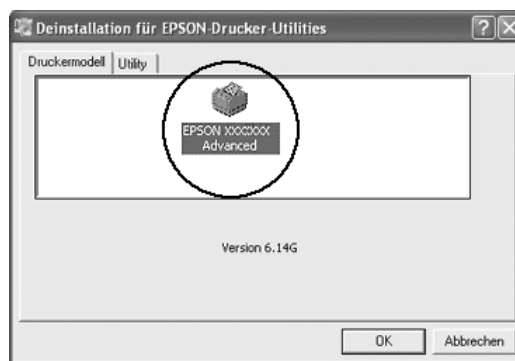 Deinstallation für EPSON-Drucker-Utilities
Druckermodell Utility
EPSON XXXXXXX
Advanced
Version 6.14G
OK Abbrechen